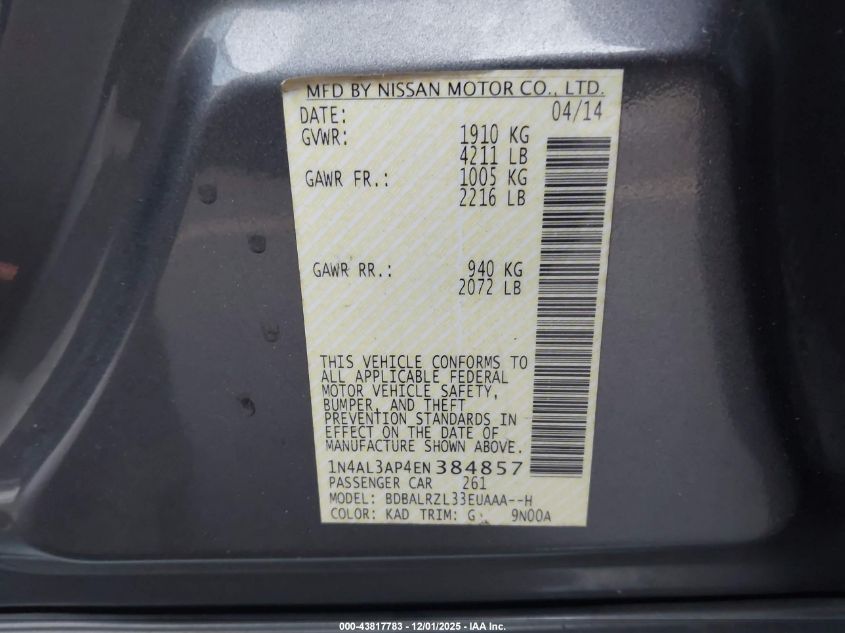 MFD BY NISSAN MOTOR CO., LTD.
DATE: 04/14
GVWR: 1910 KG
4211 LB
GAWR FR.: 1005 KG
2216 LB
GAWR RR.: 940 KG
2072 LB
THIS VEHICLE CONFORMS TO
ALL APPLICABLE FEDERAL
MOTOR VEHICLE SAFETY,
BUMPER, AND THEFT
PREVENTION STANDARDS IN
EFFECT ON THE DATE OF
MANUFACTURE SHOWN ABOVE.
1N4AL3AP4EN384857
PASSENGER CAR 261
MODEL: BDBALRZL33EUAAA--H
COLOR: KAD TRIM: G 9N00A
000-43817783 - 12/01/2025 - IAA Inc.